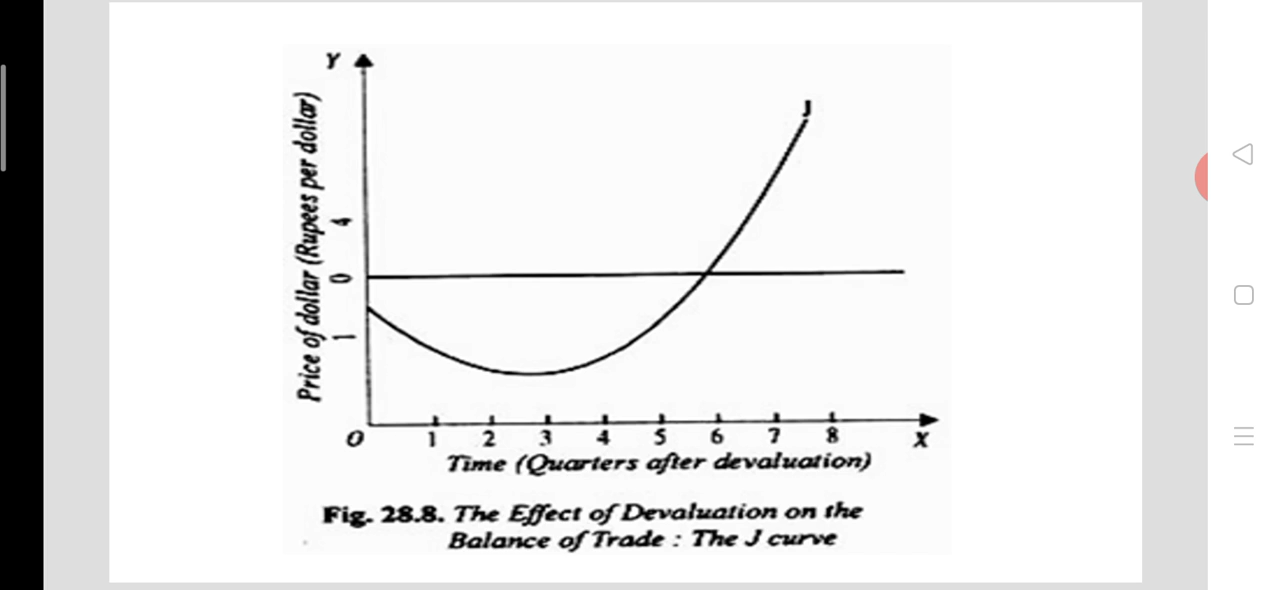 Y
J
Price of dollar (Rupees per dollar)
4
0
1
O 1 2 3 4 5 6 7 8 X
Time (Quarters after devaluation)
Fig. 28.8. The Effect of Devaluation on the
Balance of Trade : The J curve